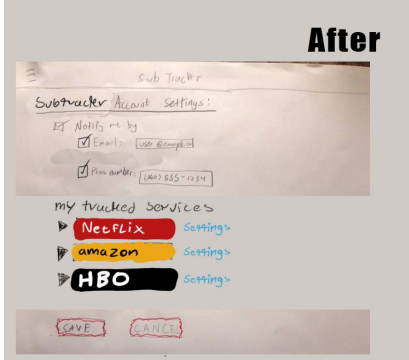 After
Sub Tracker
Subtracker Account Settings:
Notify me by
Email: user@example
Phone number: (360) 555-1234
my tracked services
Netflix Settings
amazon Settings
HBO Settings
SAVE CANCEL